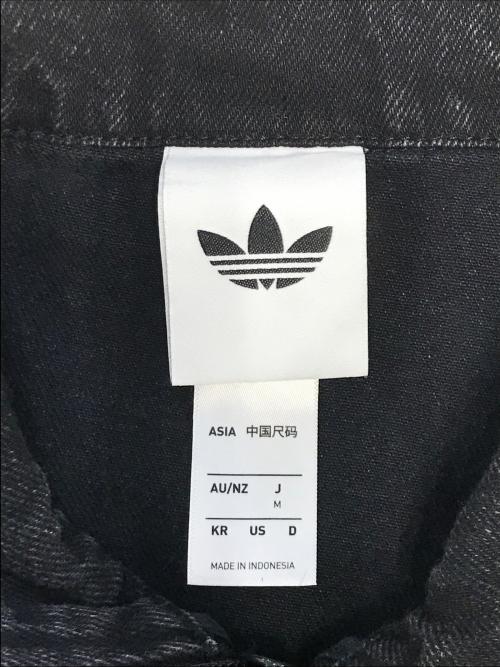 ASIA 中国尺码
AU/NZ J
M
KR US D
MADE IN INDONESIA